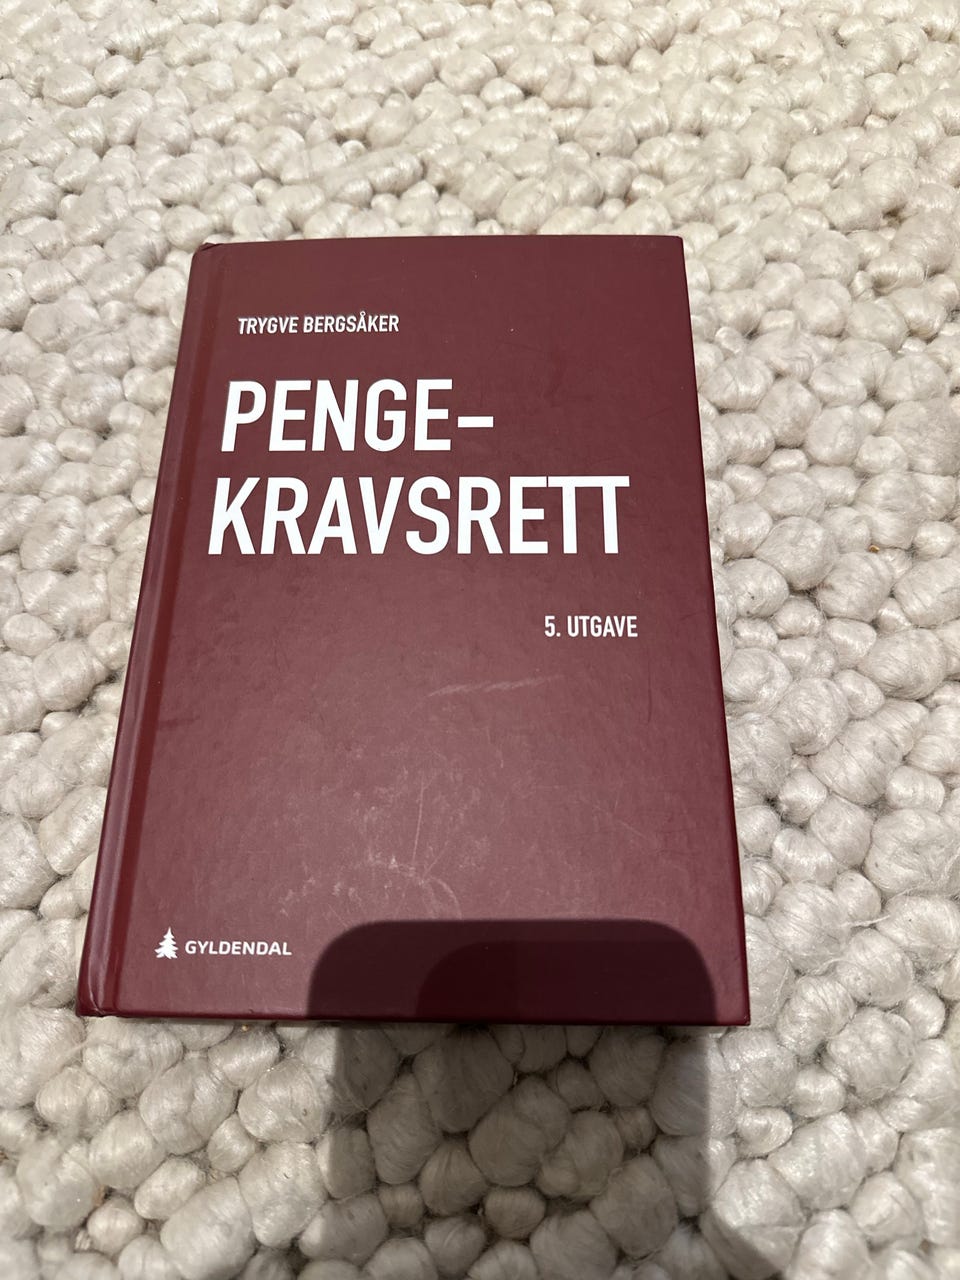 TRYGVE BERGSÅKER
PENGE-
KRAVSRETT
5. UTGAVE
GYLDENDAL